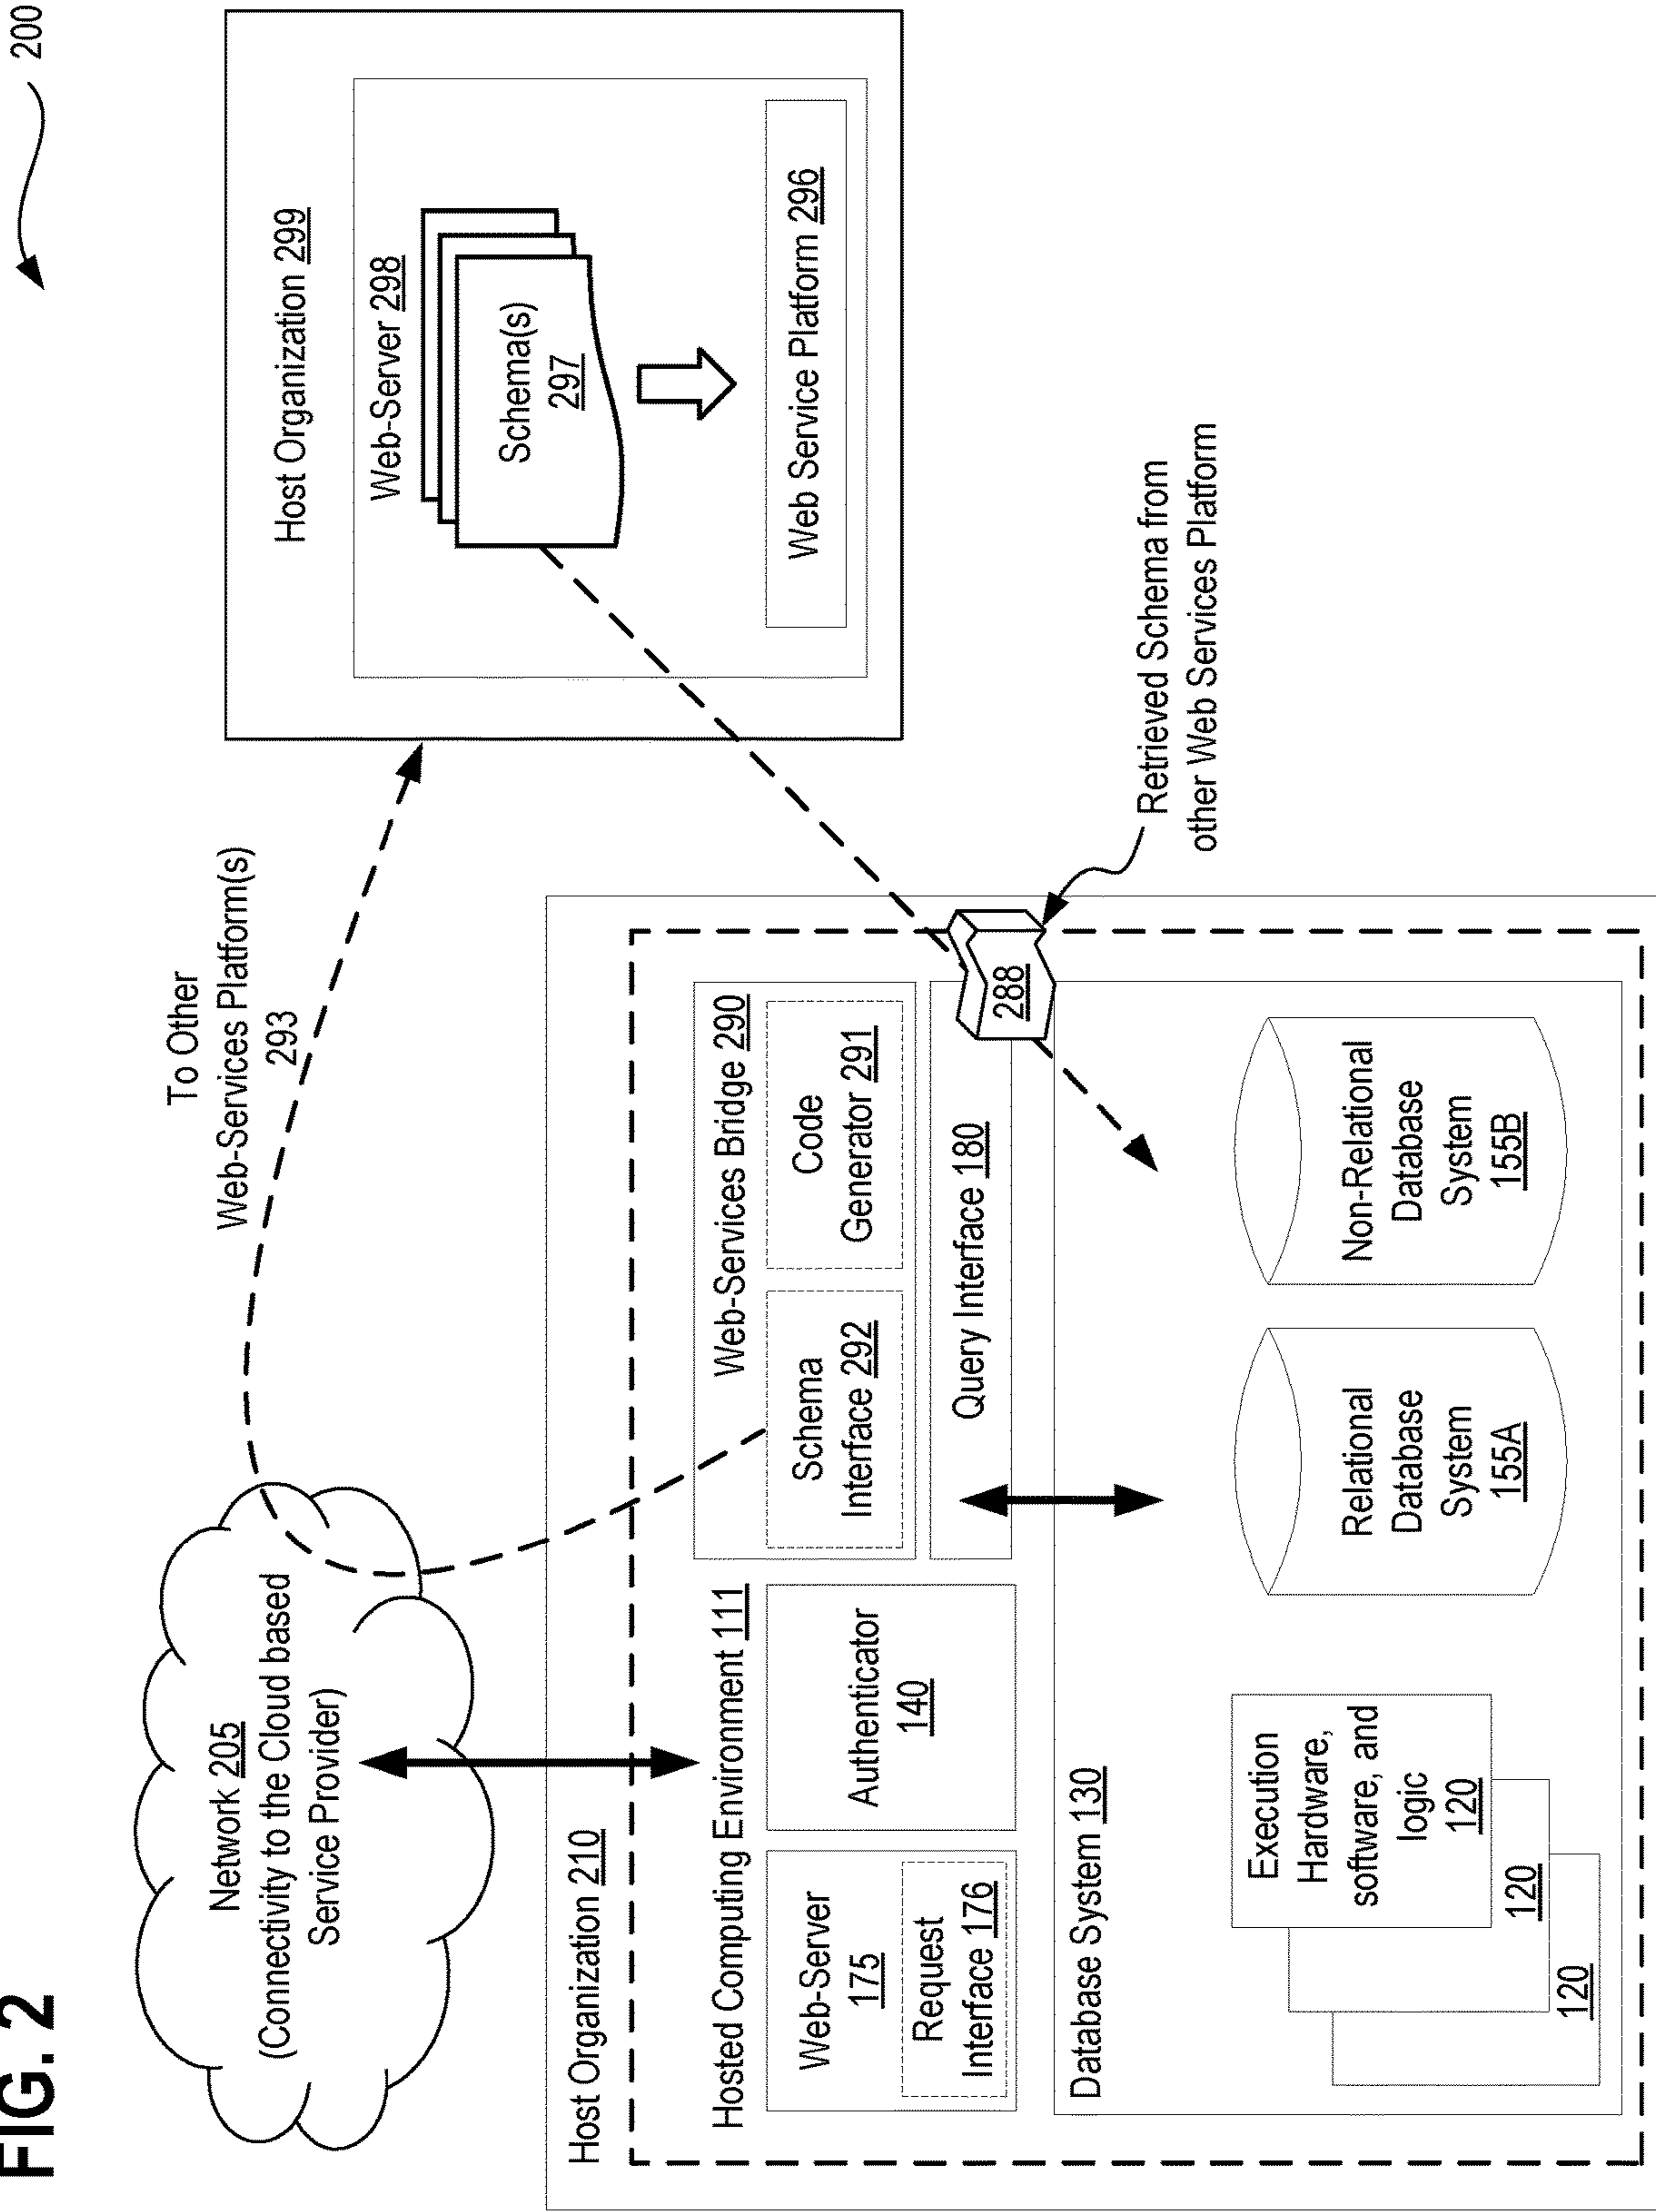 FIG. 2
200
Network 205
(Connectivity to the Cloud based
Service Provider)
To Other
Web-Services Platform(s)
293
Host Organization 299
Web-Server 298
Schema(s)
297
Web Service Platform 296
Host Organization 210
Hosted Computing Environment 111
Web-Server
175
Request
Interface 176
Authenticator
140
Web-Services Bridge 290
Schema
Interface 292
Code
Generator 291
Query Interface 180
288
Retrieved Schema from
other Web Services Platform
Database System 130
Execution
Hardware,
software, and
logic
120
120
120
Relational
Database
System
155A
Non-Relational
Database
System
155B